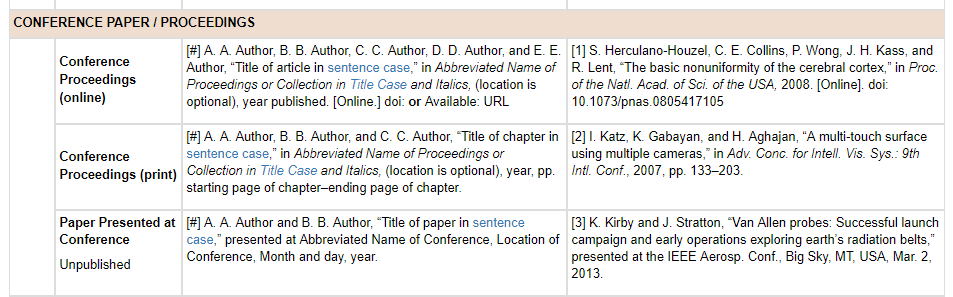 CONFERENCE PAPER / PROCEEDINGS
Conference
Proceedings
(online)
[#] A. A. Author, B. B. Author, C. C. Author, D. D. Author, and E. E.
Author, “Title of article in sentence case,” in Abbreviated Name of
Proceedings or Collection in Title Case and Italics, (location is
optional), year published. [Online.] doi: or Available: URL
[1] S. Herculano-Houzel, C. E. Collins, P. Wong, J. H. Kass, and
R. Lent, “The basic nonuniformity of the cerebral cortex,” in Proc.
of the Natl. Acad. of Sci. of the USA, 2008. [Online]. doi:
10.1073/pnas.0805417105
Conference
Proceedings (print)
[#] A. A. Author, B. B. Author, and C. C. Author, “Title of chapter in
sentence case,” in Abbreviated Name of Proceedings or
Collection in Title Case and Italics, (location is optional), year, pp.
starting page of chapter–ending page of chapter.
[2] I. Katz, K. Gabayan, and H. Aghajan, “A multi-touch surface
using multiple cameras,” in Adv. Conc. for Intell. Vis. Sys.: 9th
Intl. Conf., 2007, pp. 133–203.
Paper Presented at
Conference
Unpublished
[#] A. A. Author and B. B. Author, “Title of paper in sentence
case,” presented at Abbreviated Name of Conference, Location of
Conference, Month and day, year.
[3] K. Kirby and J. Stratton, “Van Allen probes: Successful launch
campaign and early operations exploring earth’s radiation belts,”
presented at the IEEE Aerosp. Conf., Big Sky, MT, USA, Mar. 2,
2013.